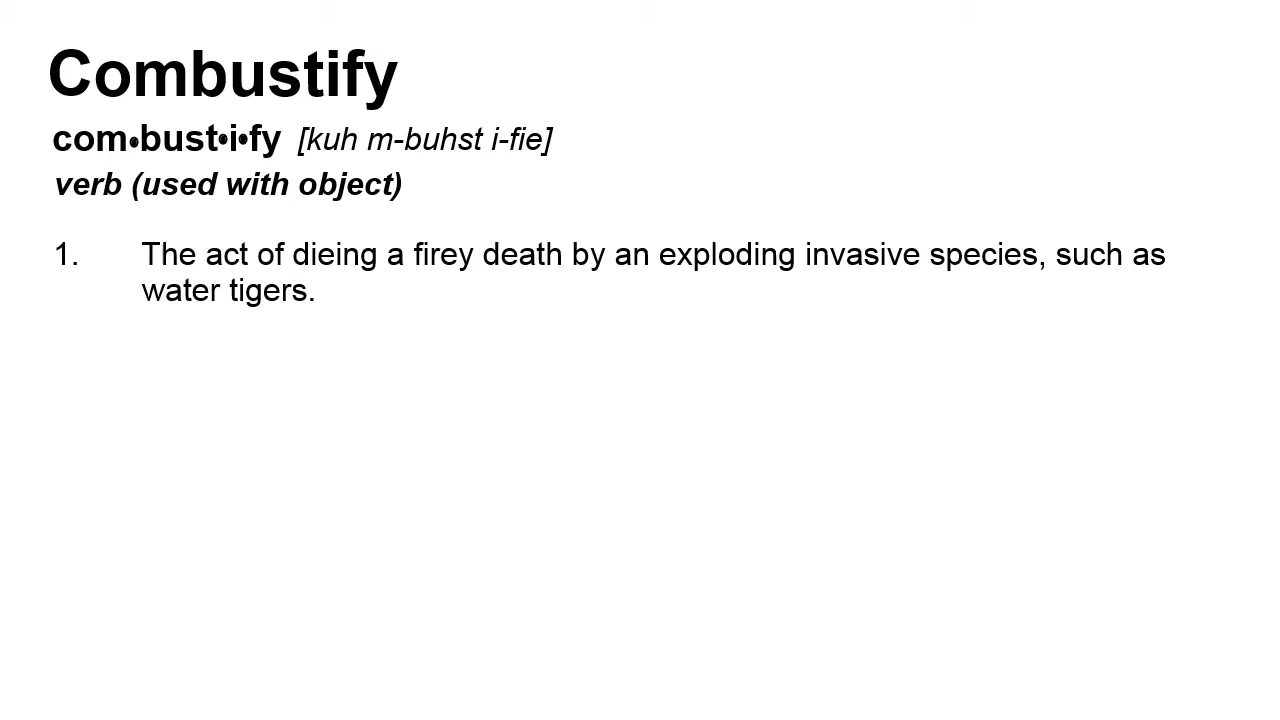 Combustify
com•bust•i•fy [kuh m-buhst i-fie]
verb (used with object)
1. The act of dieing a firey death by an exploding invasive species, such as
water tigers.